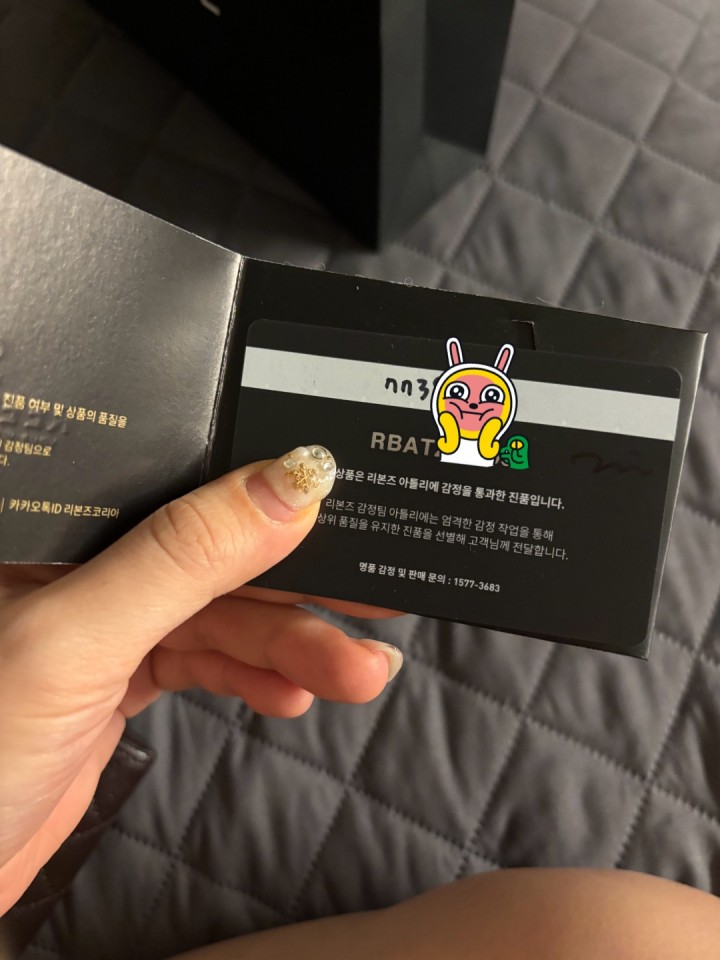 진품 여부 및 상품의 품질을
감정팀으로
다.
카카오톡ID 리본즈코리아
RBAT
상품은 리본즈 아틀리에 감정을 통과한 진품입니다.
리본즈 감정팀 아틀리에는 엄격한 감정 작업을 통해
상위 품질을 유지한 진품을 선별해 고객님께 전달합니다.
명품 감정 및 판매 문의 : 1577-3683